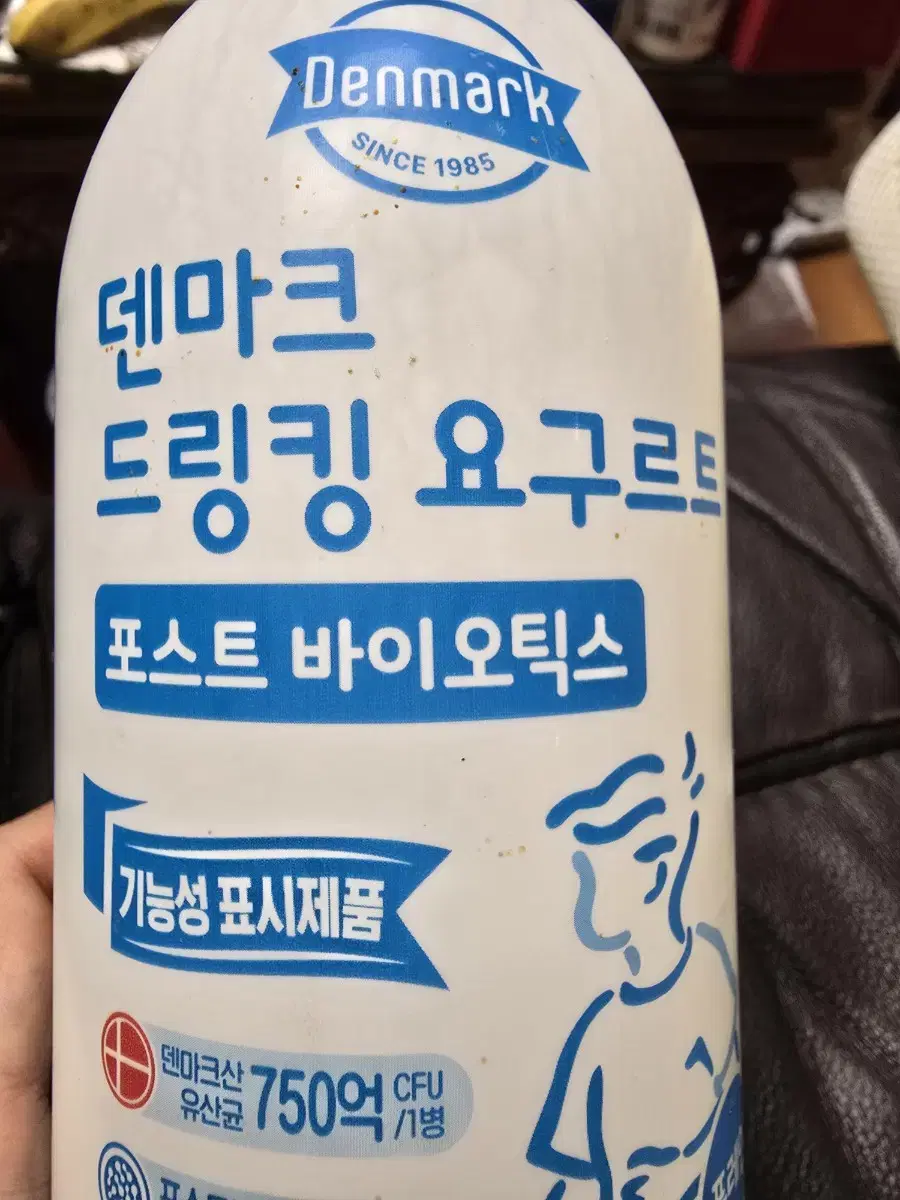 Denmark
SINCE 1985
덴마크
드링킹 요구르트
포스트 바이오틱스
기능성 표시제품
덴마크산
유산균 750억 CFU
/1병